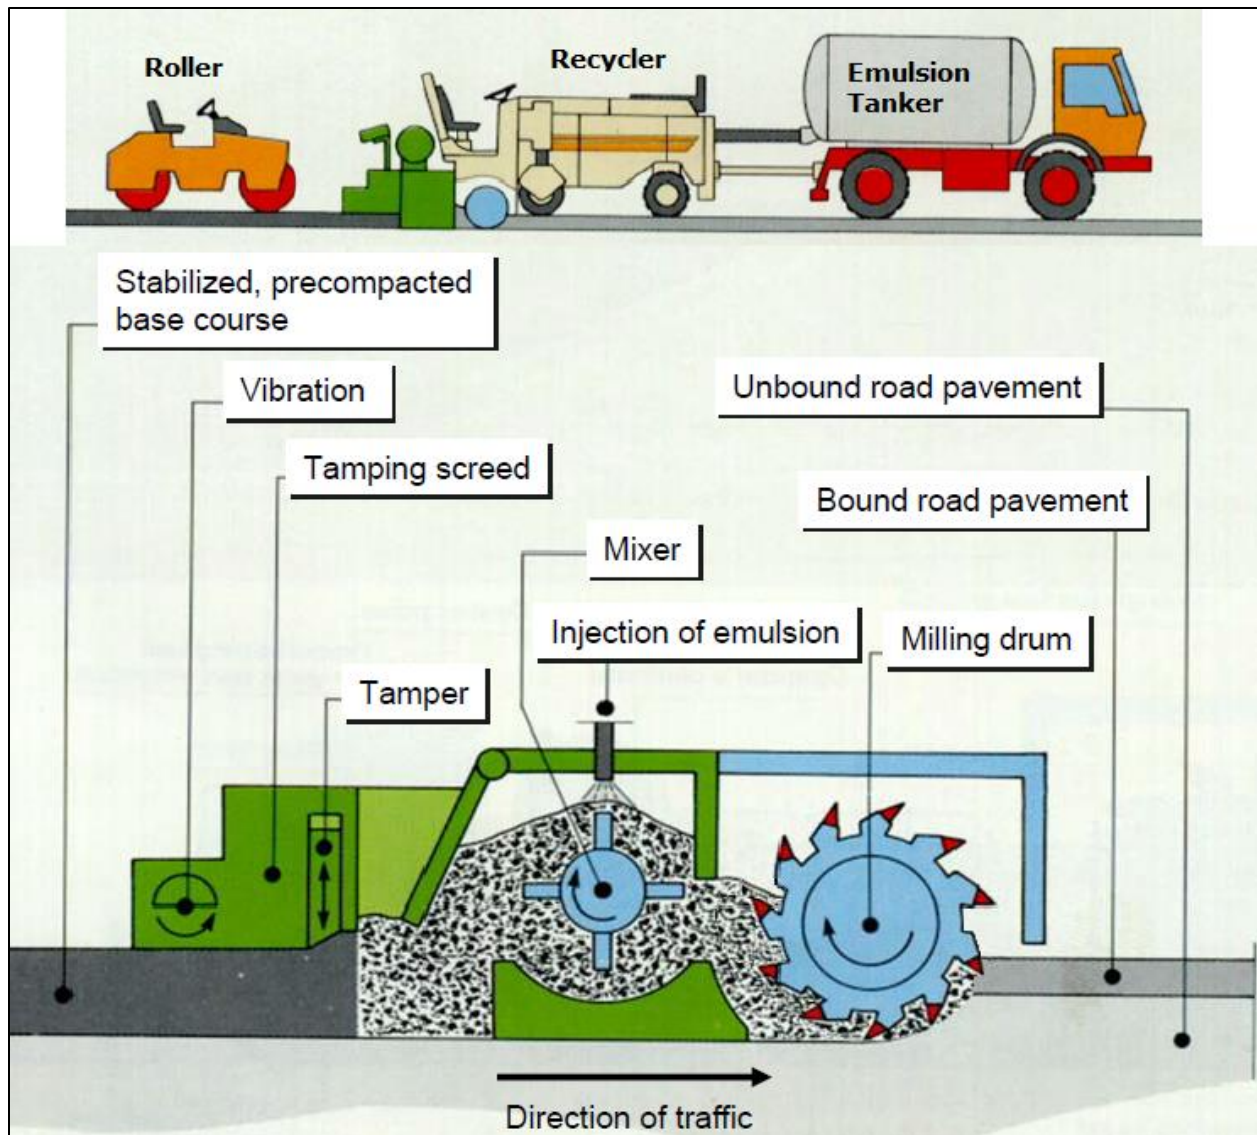 Roller
Recycler
Emulsion
Tanker
Stabilized, precompacted
base course
Vibration
Unbound road pavement
Tamping screed
Bound road pavement
Mixer
Injection of emulsion
Milling drum
Tamper
Direction of traffic